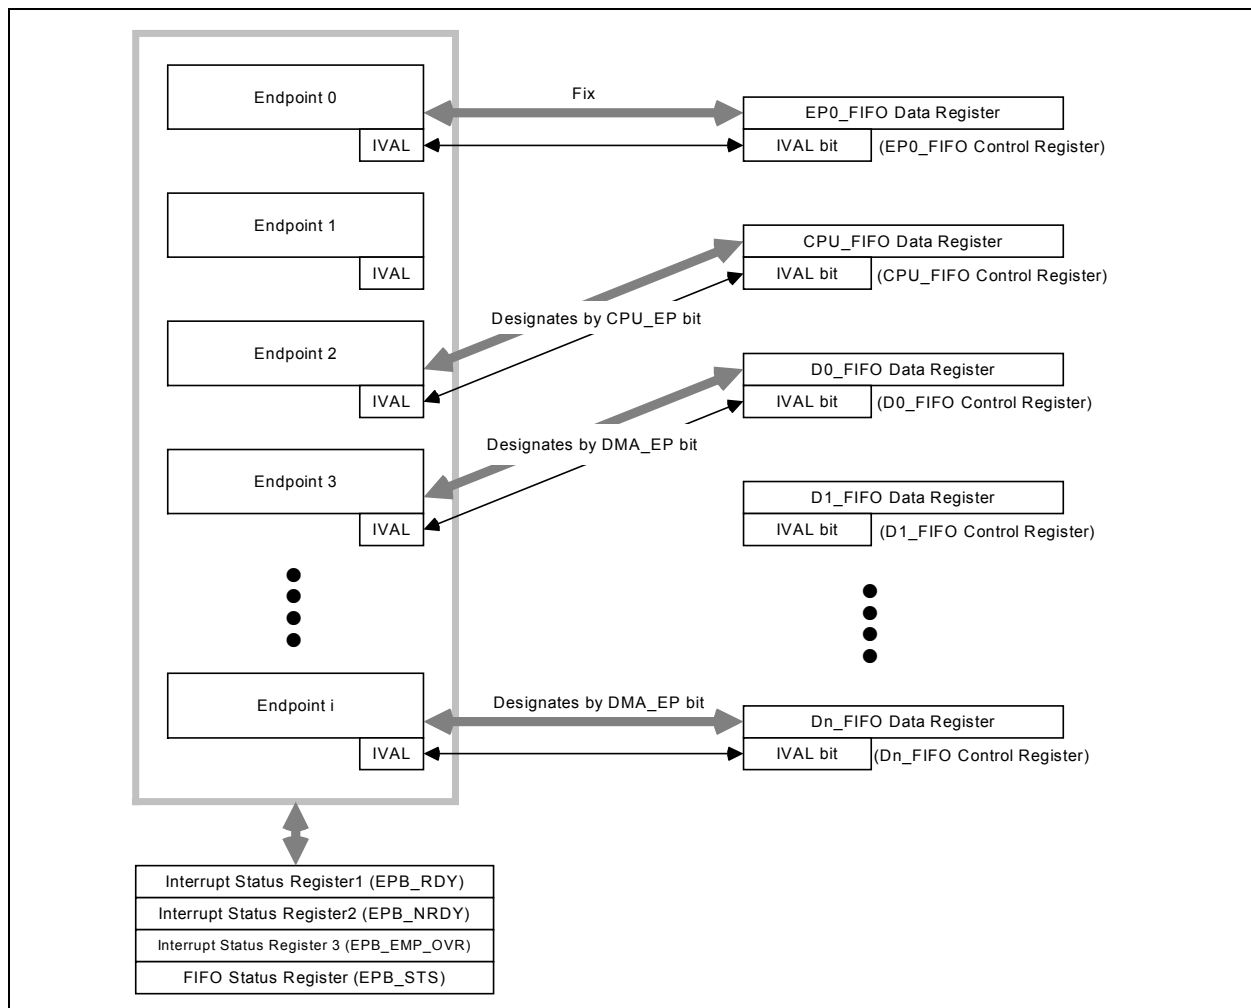 Endpoint 0
IVAL
Fix
EP0_FIFO Data Register
IVAL bit (EP0_FIFO Control Register)
Endpoint 1
IVAL
CPU_FIFO Data Register
IVAL bit (CPU_FIFO Control Register)
Designates by CPU_EP bit
Endpoint 2
IVAL
D0_FIFO Data Register
IVAL bit (D0_FIFO Control Register)
Designates by DMA_EP bit
Endpoint 3
IVAL
D1_FIFO Data Register
IVAL bit (D1_FIFO Control Register)
Endpoint i
IVAL
Designates by DMA_EP bit
Dn_FIFO Data Register
IVAL bit (Dn_FIFO Control Register)
Interrupt Status Register1 (EPB_RDY)
Interrupt Status Register2 (EPB_NRDY)
Interrupt Status Register 3 (EPB_EMP_OVR)
FIFO Status Register (EPB_STS)